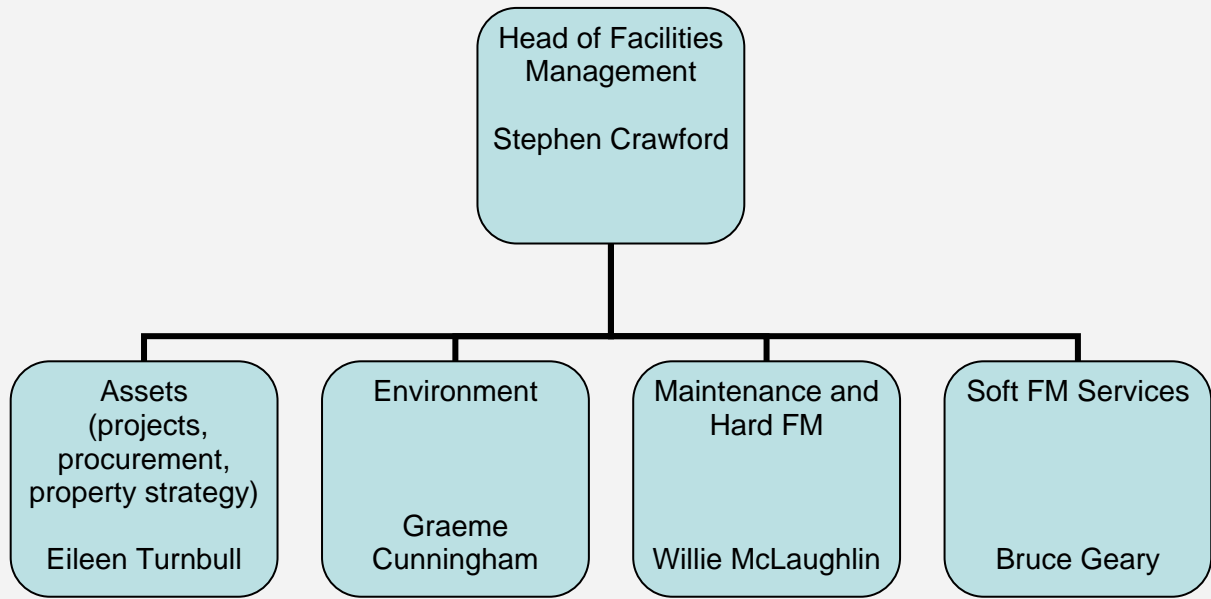 Head of Facilities
Management
Stephen Crawford
Assets
(projects,
procurement,
property strategy)
Eileen Turnbull
Environment
Graeme
Cunningham
Maintenance and
Hard FM
Willie McLaughlin
Soft FM Services
Bruce Geary